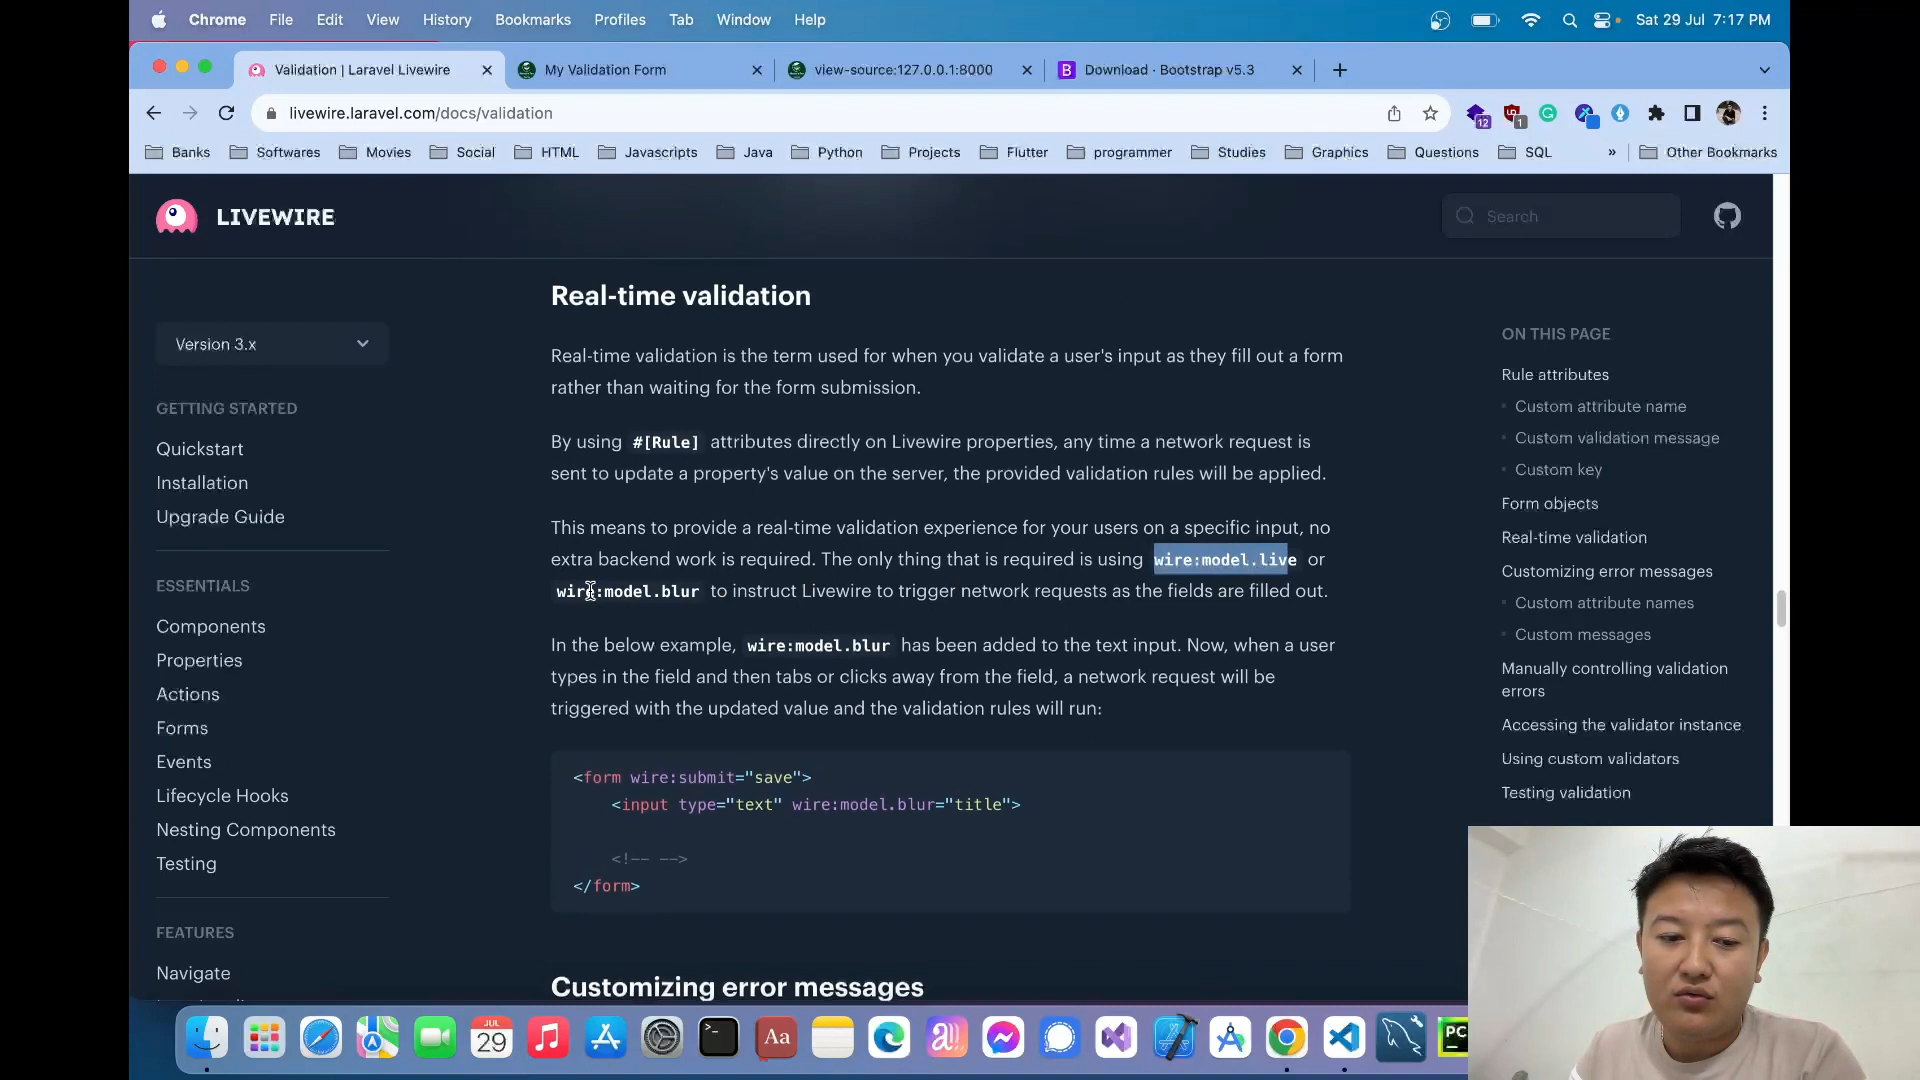 Chrome File Edit View History Bookmarks Profiles Tab Window Help Sat 29 Jul 7:17 PM
Validation | Laravel Livewire My Validation Form view-source:127.0.0.1:8000 Download · Bootstrap v5.3
livewire.laravel.com/docs/validation 12 1
Banks Softwares Movies Social HTML Javascripts Java Python Projects Flutter programmer Studies Graphics Questions SQL » Other Bookmarks
LIVEWIRE Search
Version 3.x
GETTING STARTED
Quickstart
Installation
Upgrade Guide
ESSENTIALS
Components
Properties
Actions
Forms
Events
Lifecycle Hooks
Nesting Components
Testing
FEATURES
Navigate
Real-time validation
Real-time validation is the term used for when you validate a user's input as they fill out a form
rather than waiting for the form submission.
By using #[Rule] attributes directly on Livewire properties, any time a network request is
sent to update a property's value on the server, the provided validation rules will be applied.
This means to provide a real-time validation experience for your users on a specific input, no
extra backend work is required. The only thing that is required is using wire:model.live or
wire:model.blur to instruct Livewire to trigger network requests as the fields are filled out.
In the below example, wire:model.blur has been added to the text input. Now, when a user
types in the field and then tabs or clicks away from the field, a network request will be
triggered with the updated value and the validation rules will run:
<form wire:submit="save">
<input type="text" wire:model.blur="title">
<!-- -->
</form>
Customizing error messages
ON THIS PAGE
Rule attributes
Custom attribute name
Custom validation message
Custom key
Form objects
Real-time validation
Customizing error messages
Custom attribute names
Custom messages
Manually controlling validation
errors
Accessing the validator instance
Using custom validators
Testing validation
JUL
29
Aa
PC